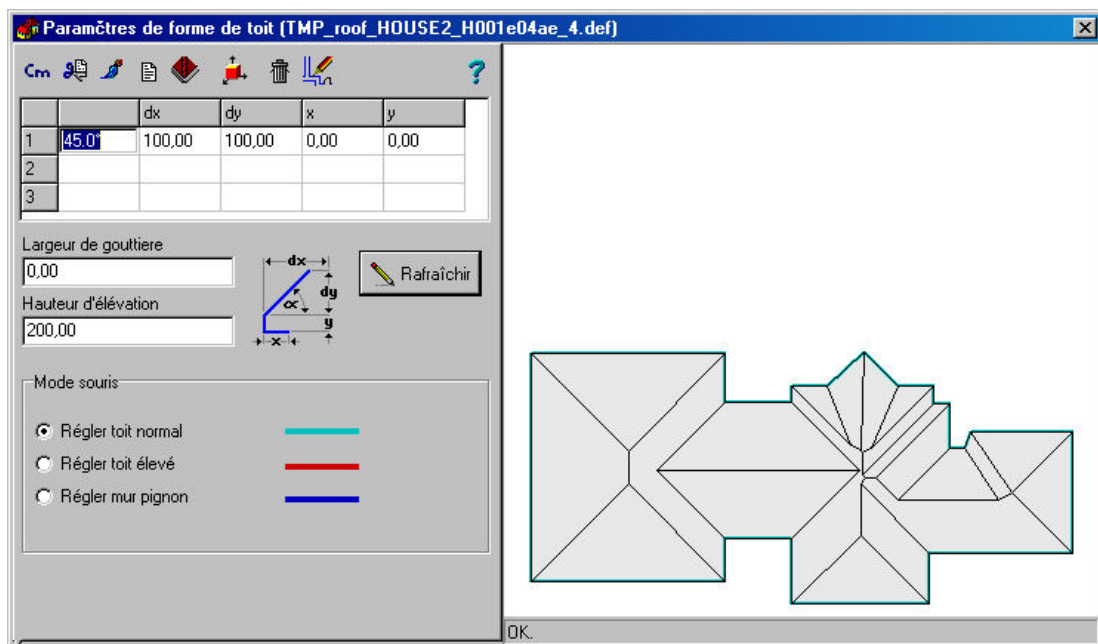 Paramčtres de forme de toit (TMP_roof_HOUSE2_H001e04ae_4.def)
Cm ?
dx dy x y
1 45.0° 100,00 100,00 0,00 0,00
2
3
Largeur de gouttiere
0,00
Hauteur d'élévation
200,00
dx
dy
α
y
x
Rafraîchir
Mode souris
Régler toit normal
Régler toit élevé
Régler mur pignon
OK.